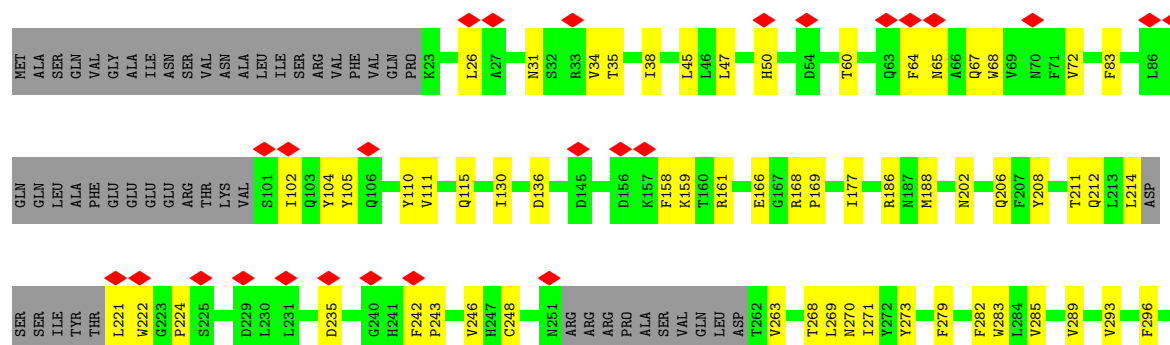 MET ALA SER GLN VAL GLY ALA ILE ASN SER VAL ASN ALA LEU ILE SER ARG VAL PHE VAL GLN PRO K23 L26 A27 N31 S32 R33 V34 T35 I38 L45 L46 L47 H50 D54 T60 Q63 F64 N65 A66 Q67 W68 V69 N70 F71 V72 F83 L86
GLN GLN LEU ALA PHE GLU GLU GLU GLU ARG THR LYS VAL S101 I102 Q103 Y104 Y105 Q106 Y110 V111 Q115 I130 D136 D145 D156 K157 F158 K159 T160 R161 E166 G167 R168 P169 I177 R186 N187 M188 N202 Q206 F207 Y208 T211 Q212 L213 L214 ASP
SER SER ILE TYR THR L221 W222 G223 P224 S225 D229 L230 L231 D235 G240 H241 F242 P243 V246 H247 C248 N251 ARG ARG ARG PRO ALA SER VAL GLN LEU ASP T262 V263 T268 L269 N270 I271 Y272 Y273 F279 F282 W283 L284 V285 V289 V293 F296